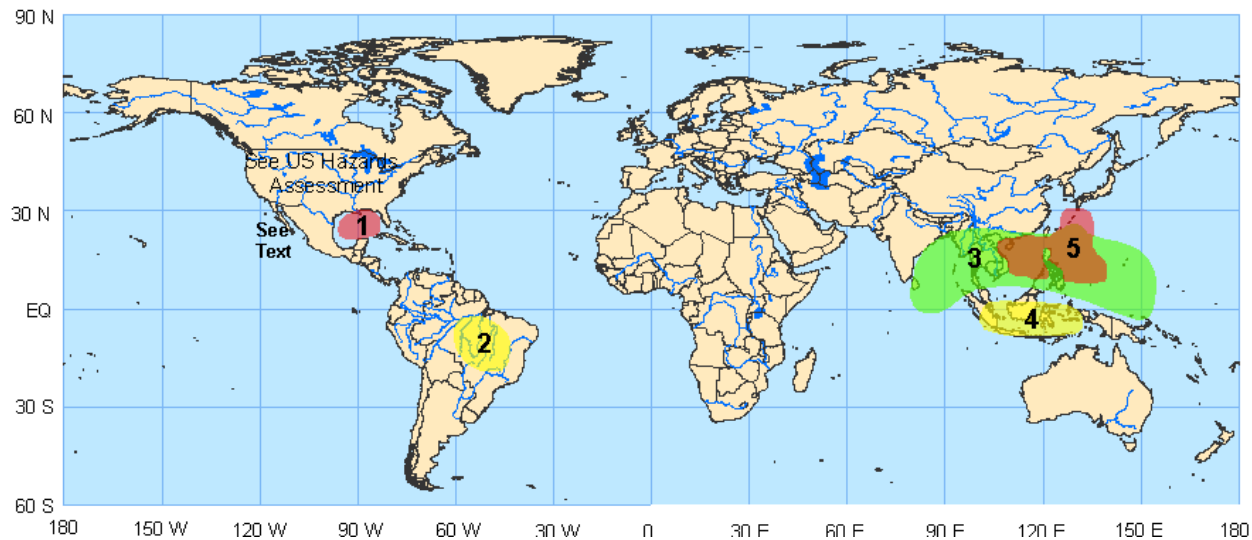 90 N
60 N
See US Hazards
Assessment
30 N
1
See
Text
5
3
EQ
4
2
30 S
60 S
180 150 W 120 W 90 W 60 W 30 W 0 30 E 60 E 90 E 120 E 150 E 180